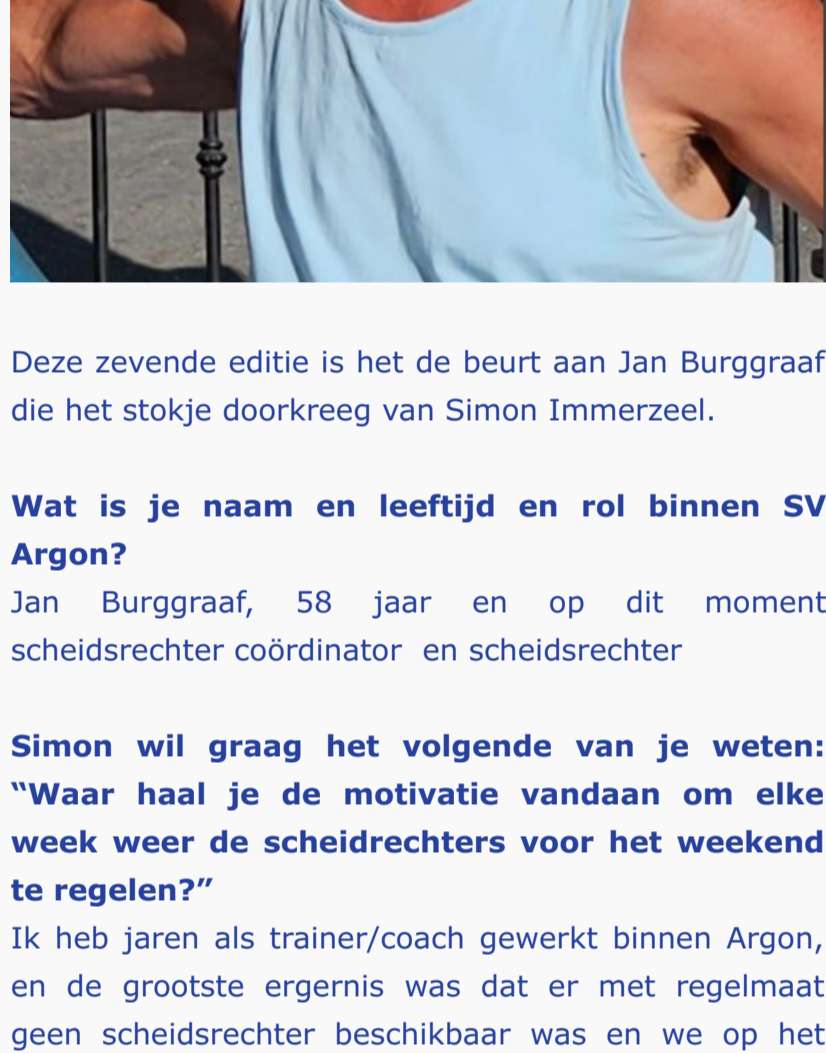 Deze zevende editie is het de beurt aan Jan Burggraaf
die het stokje doorkreeg van Simon Immerzeel.
Wat is je naam en leeftijd en rol binnen SV
Argon?
Jan Burggraaf, 58 jaar en op dit moment
scheidsrechter coördinator  en scheidsrechter
Simon wil graag het volgende van je weten:
“Waar haal je de motivatie vandaan om elke
week weer de scheidrechters voor het weekend
te regelen?”
Ik heb jaren als trainer/coach gewerkt binnen Argon,
en de grootste ergernis was dat er met regelmaat
geen scheidsrechter beschikbaar was en we op het